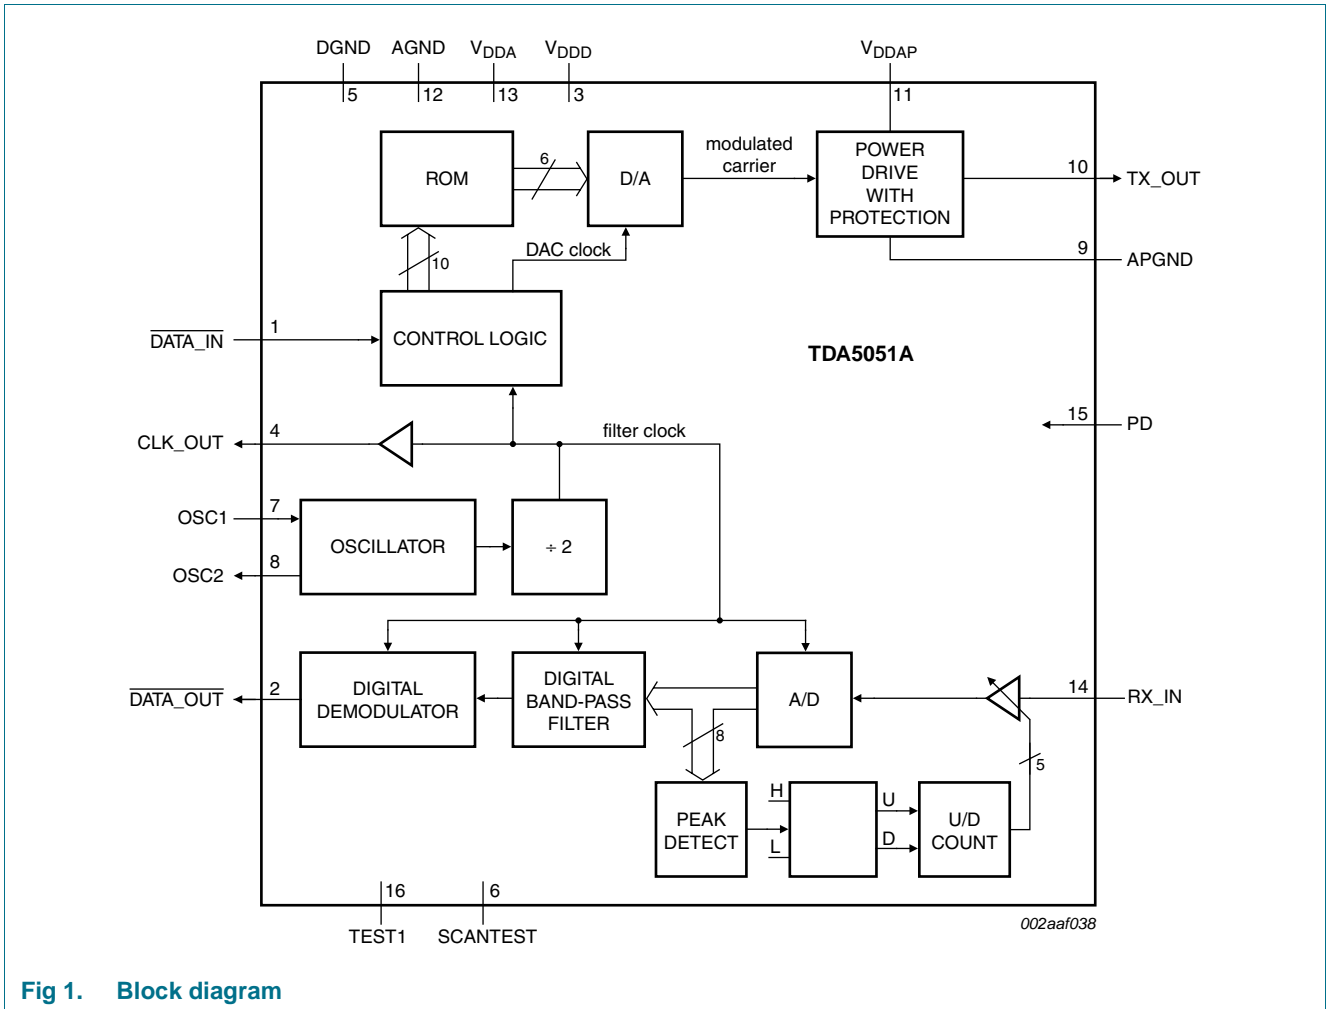 DGND AGND VDDA VDDD VDDAP
5 12 13 3 11
ROM
6
D/A
modulated
carrier
POWER
DRIVE
WITH
PROTECTION
10
TX_OUT
9
APGND
10
DAC clock
DATA_IN
1
CONTROL LOGIC
TDA5051A
15
PD
CLK_OUT
4
filter clock
OSC1
7
OSCILLATOR
÷ 2
OSC2
8
DATA_OUT
2
DIGITAL
DEMODULATOR
DIGITAL
BAND-PASS
FILTER
A/D
14
RX_IN
8
5
PEAK
DETECT
H
L
U
D
U/D
COUNT
16 6
TEST1 SCANTEST
002aaf038
Fig 1. Block diagram